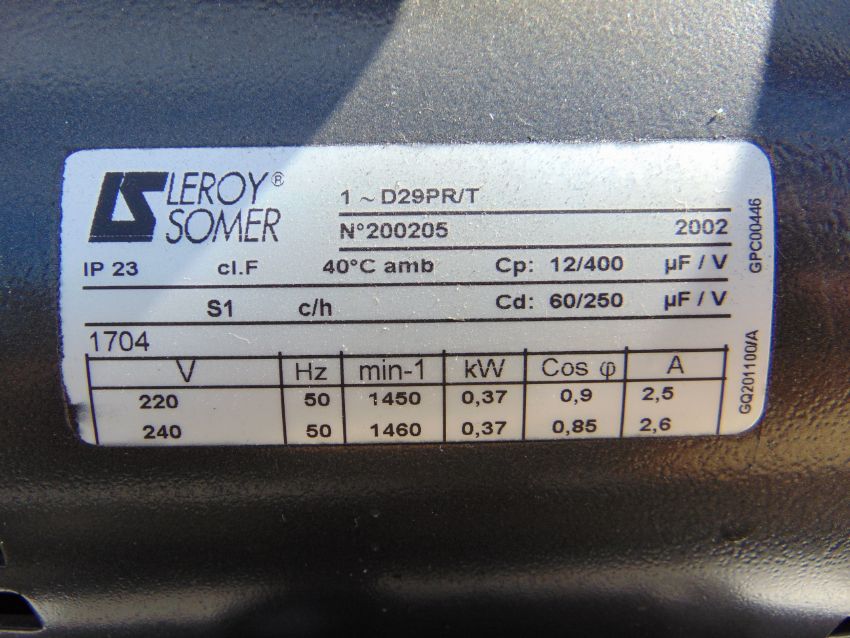 LEROY®
SOMER
1 ~ D29PR/T
N°200205 2002
IP 23 cl.F 40°C amb Cp: 12/400 µF / V
S1 c/h Cd: 60/250 µF / V
1704
V Hz min-1 kW Cos φ A
220 50 1450 0,37 0,9 2,5
240 50 1460 0,37 0,85 2,6
GPC00446
GQ201100/A